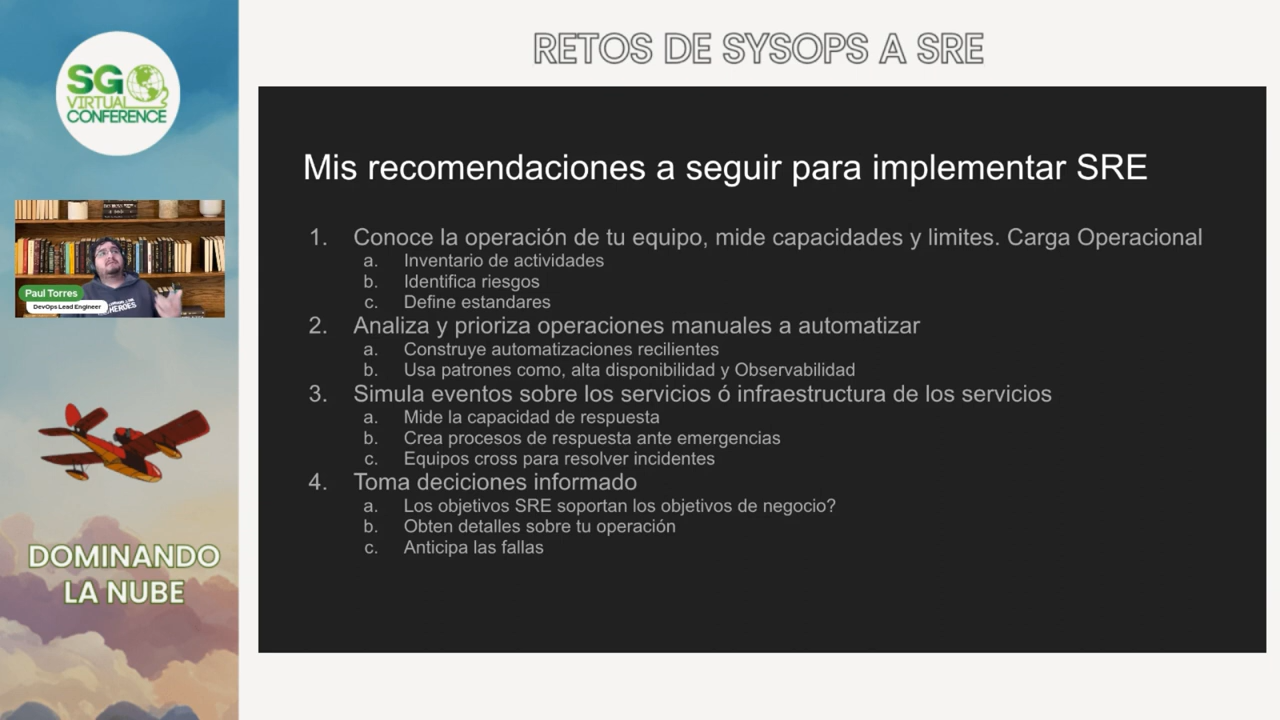 RETOS DE SYSOPS A SRE
SG
VIRTUAL
CONFERENCE
Paul Torres
DevOps Lead Engineer
HEROES
DOMINANDO
LA NUBE
Mis recomendaciones a seguir para implementar SRE
1. Conoce la operación de tu equipo, mide capacidades y limites. Carga Operacional
a. Inventario de actividades
b. Identifica riesgos
c. Define estandares
2. Analiza y prioriza operaciones manuales a automatizar
a. Construye automatizaciones recilientes
b. Usa patrones como, alta disponibilidad y Observabilidad
3. Simula eventos sobre los servicios ó infraestructura de los servicios
a. Mide la capacidad de respuesta
b. Crea procesos de respuesta ante emergencias
c. Equipos cross para resolver incidentes
4. Toma deciciones informado
a. Los objetivos SRE soportan los objetivos de negocio?
b. Obten detalles sobre tu operación
c. Anticipa las fallas